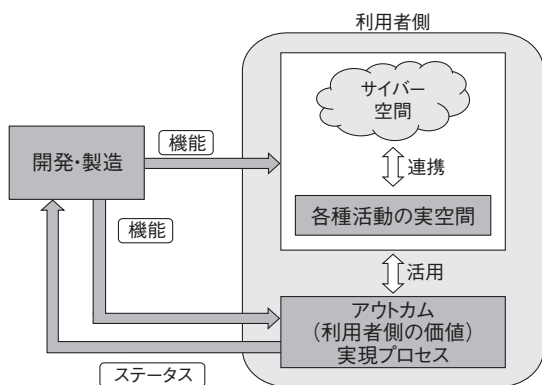 利用者側
サイバー
空間
連携
各種活動の実空間
活用
アウトカム
(利用者側の価値)
実現プロセス
開発・製造
機能
機能
ステータス